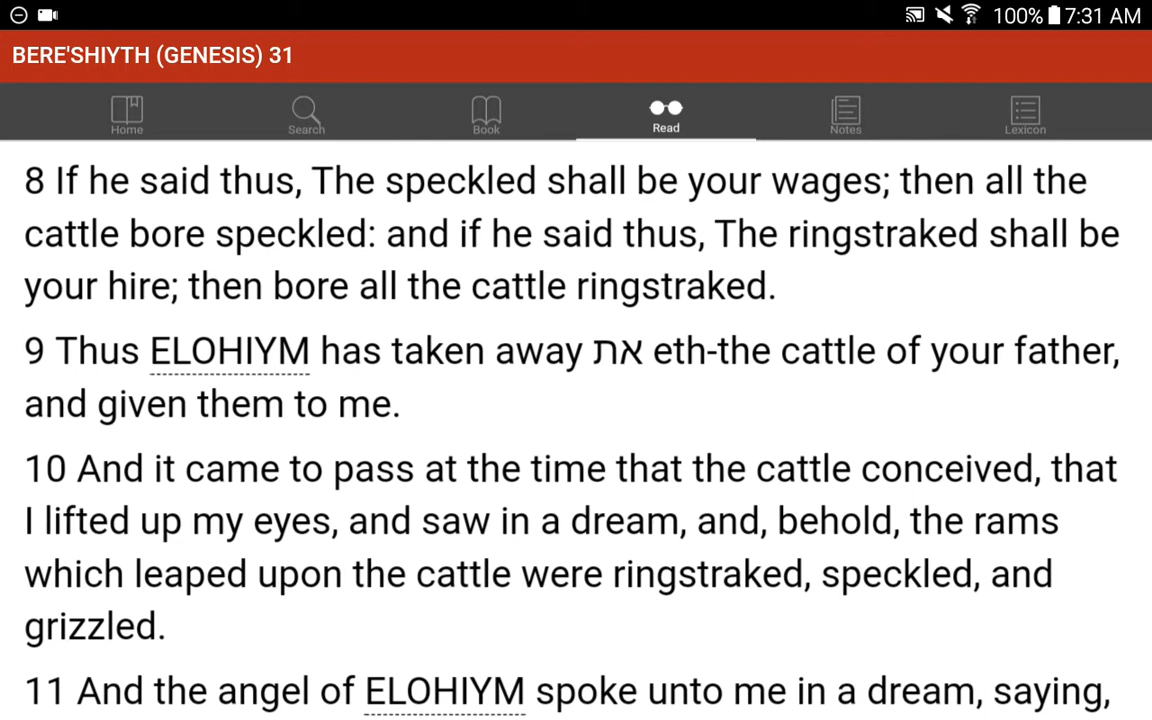 100% 7:31 AM
BERE'SHIYTH (GENESIS) 31
Home Search Book Read Notes Lexicon
8 If he said thus, The speckled shall be your wages; then all the
cattle bore speckled: and if he said thus, The ringstraked shall be
your hire; then bore all the cattle ringstraked.
9 Thus ELOHIYM has taken away את eth-the cattle of your father,
and given them to me.
10 And it came to pass at the time that the cattle conceived, that
I lifted up my eyes, and saw in a dream, and, behold, the rams
which leaped upon the cattle were ringstraked, speckled, and
grizzled.
11 And the angel of ELOHIYM spoke unto me in a dream, saying,